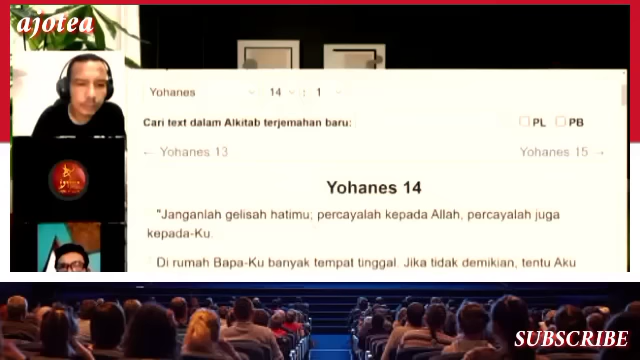 ajotea
Yohanes 14 : 1
Cari text dalam Alkitab terjemahan baru: PL PB
← Yohanes 13 Yohanes 15 →
Yohanes 14
"Janganlah gelisah hatimu; percayalah kepada Allah, percayalah juga
kepada-Ku.
Di rumah Bapa-Ku banyak tempat tinggal. Jika tidak demikian, tentu Aku
SUBSCRIBE